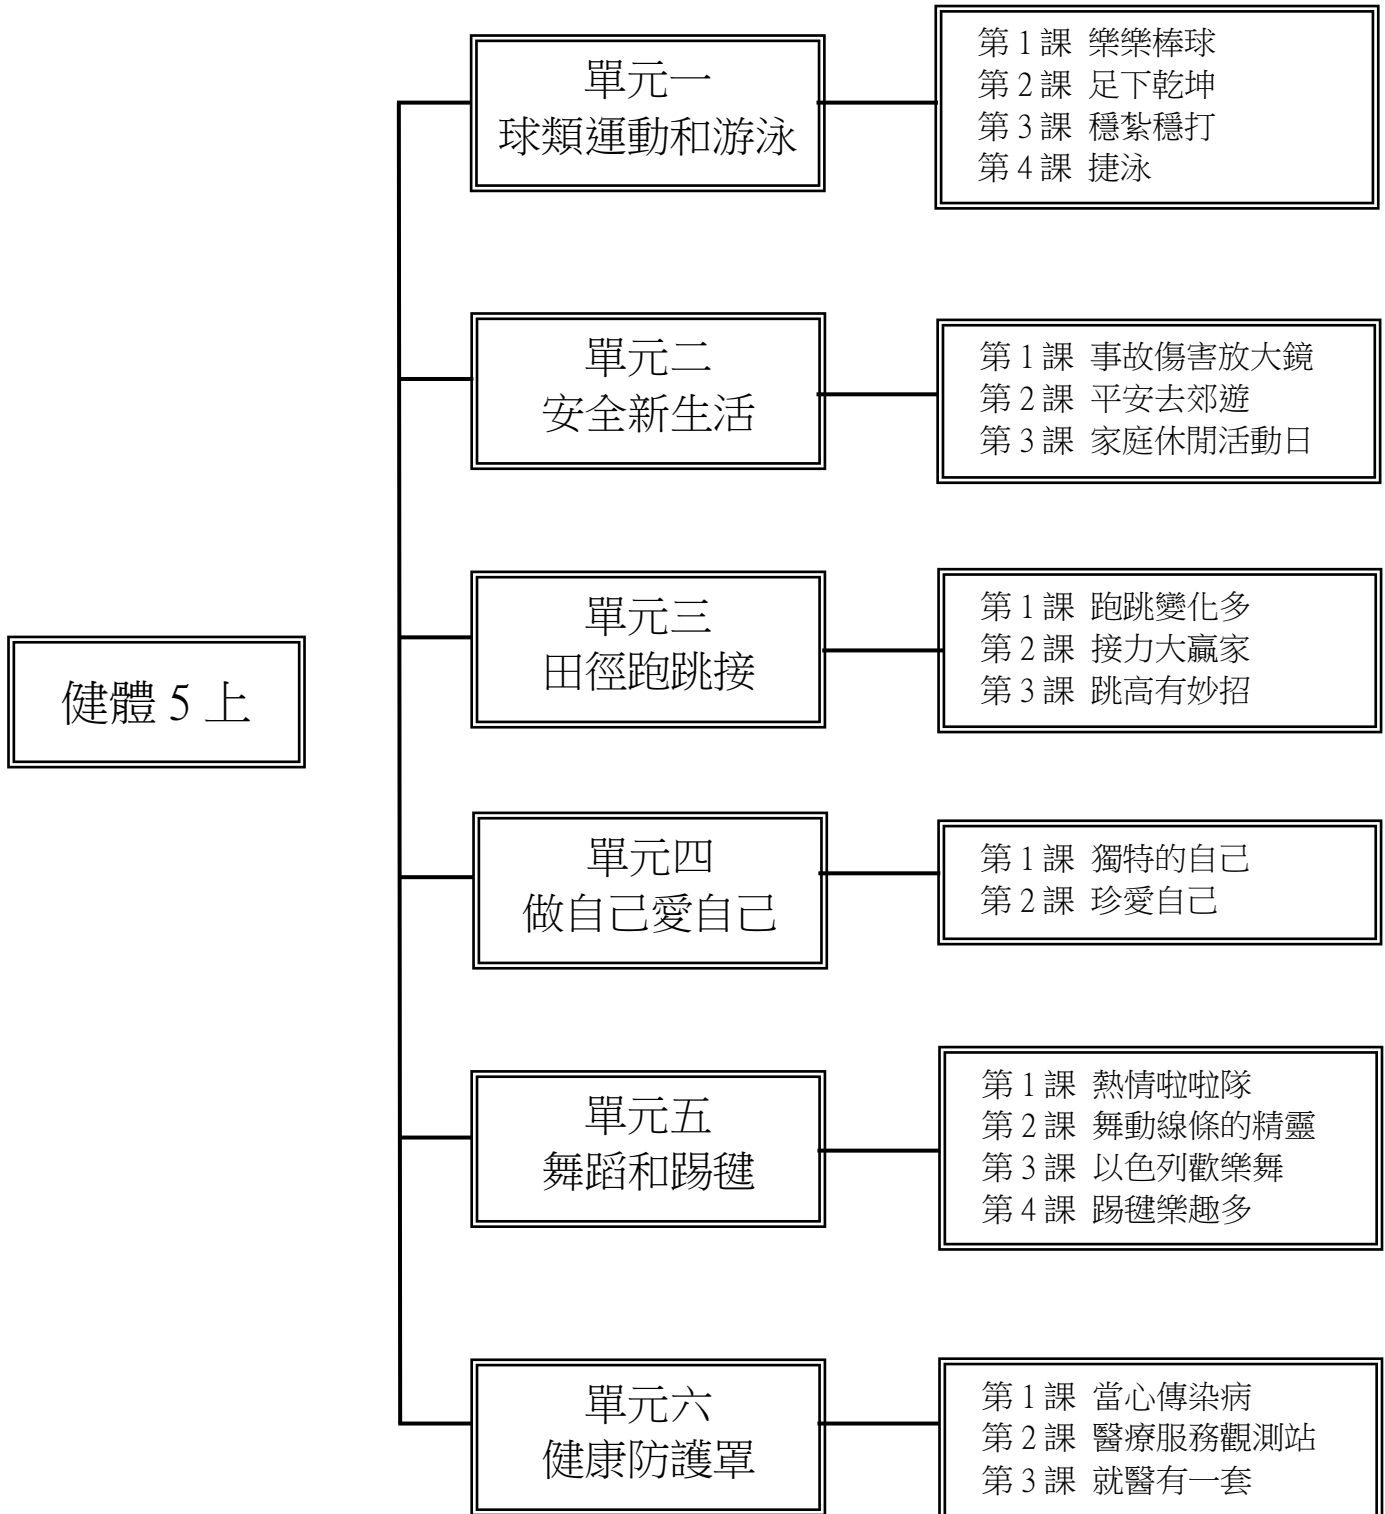 健體 5 上
單元一
球類運動和游泳
第 1 課 樂樂棒球
第 2 課 足下乾坤
第 3 課 穩紮穩打
第 4 課 捷泳
單元二
安全新生活
第 1 課 事故傷害放大鏡
第 2 課 平安去郊遊
第 3 課 家庭休閒活動日
單元三
田徑跑跳接
第 1 課 跑跳變化多
第 2 課 接力大贏家
第 3 課 跳高有妙招
單元四
做自己愛自己
第 1 課 獨特的自己
第 2 課 珍愛自己
單元五
舞蹈和踢毽
第 1 課 熱情啦啦隊
第 2 課 舞動線條的精靈
第 3 課 以色列歡樂舞
第 4 課 踢毽樂趣多
單元六
健康防護罩
第 1 課 當心傳染病
第 2 課 醫療服務觀測站
第 3 課 就醫有一套